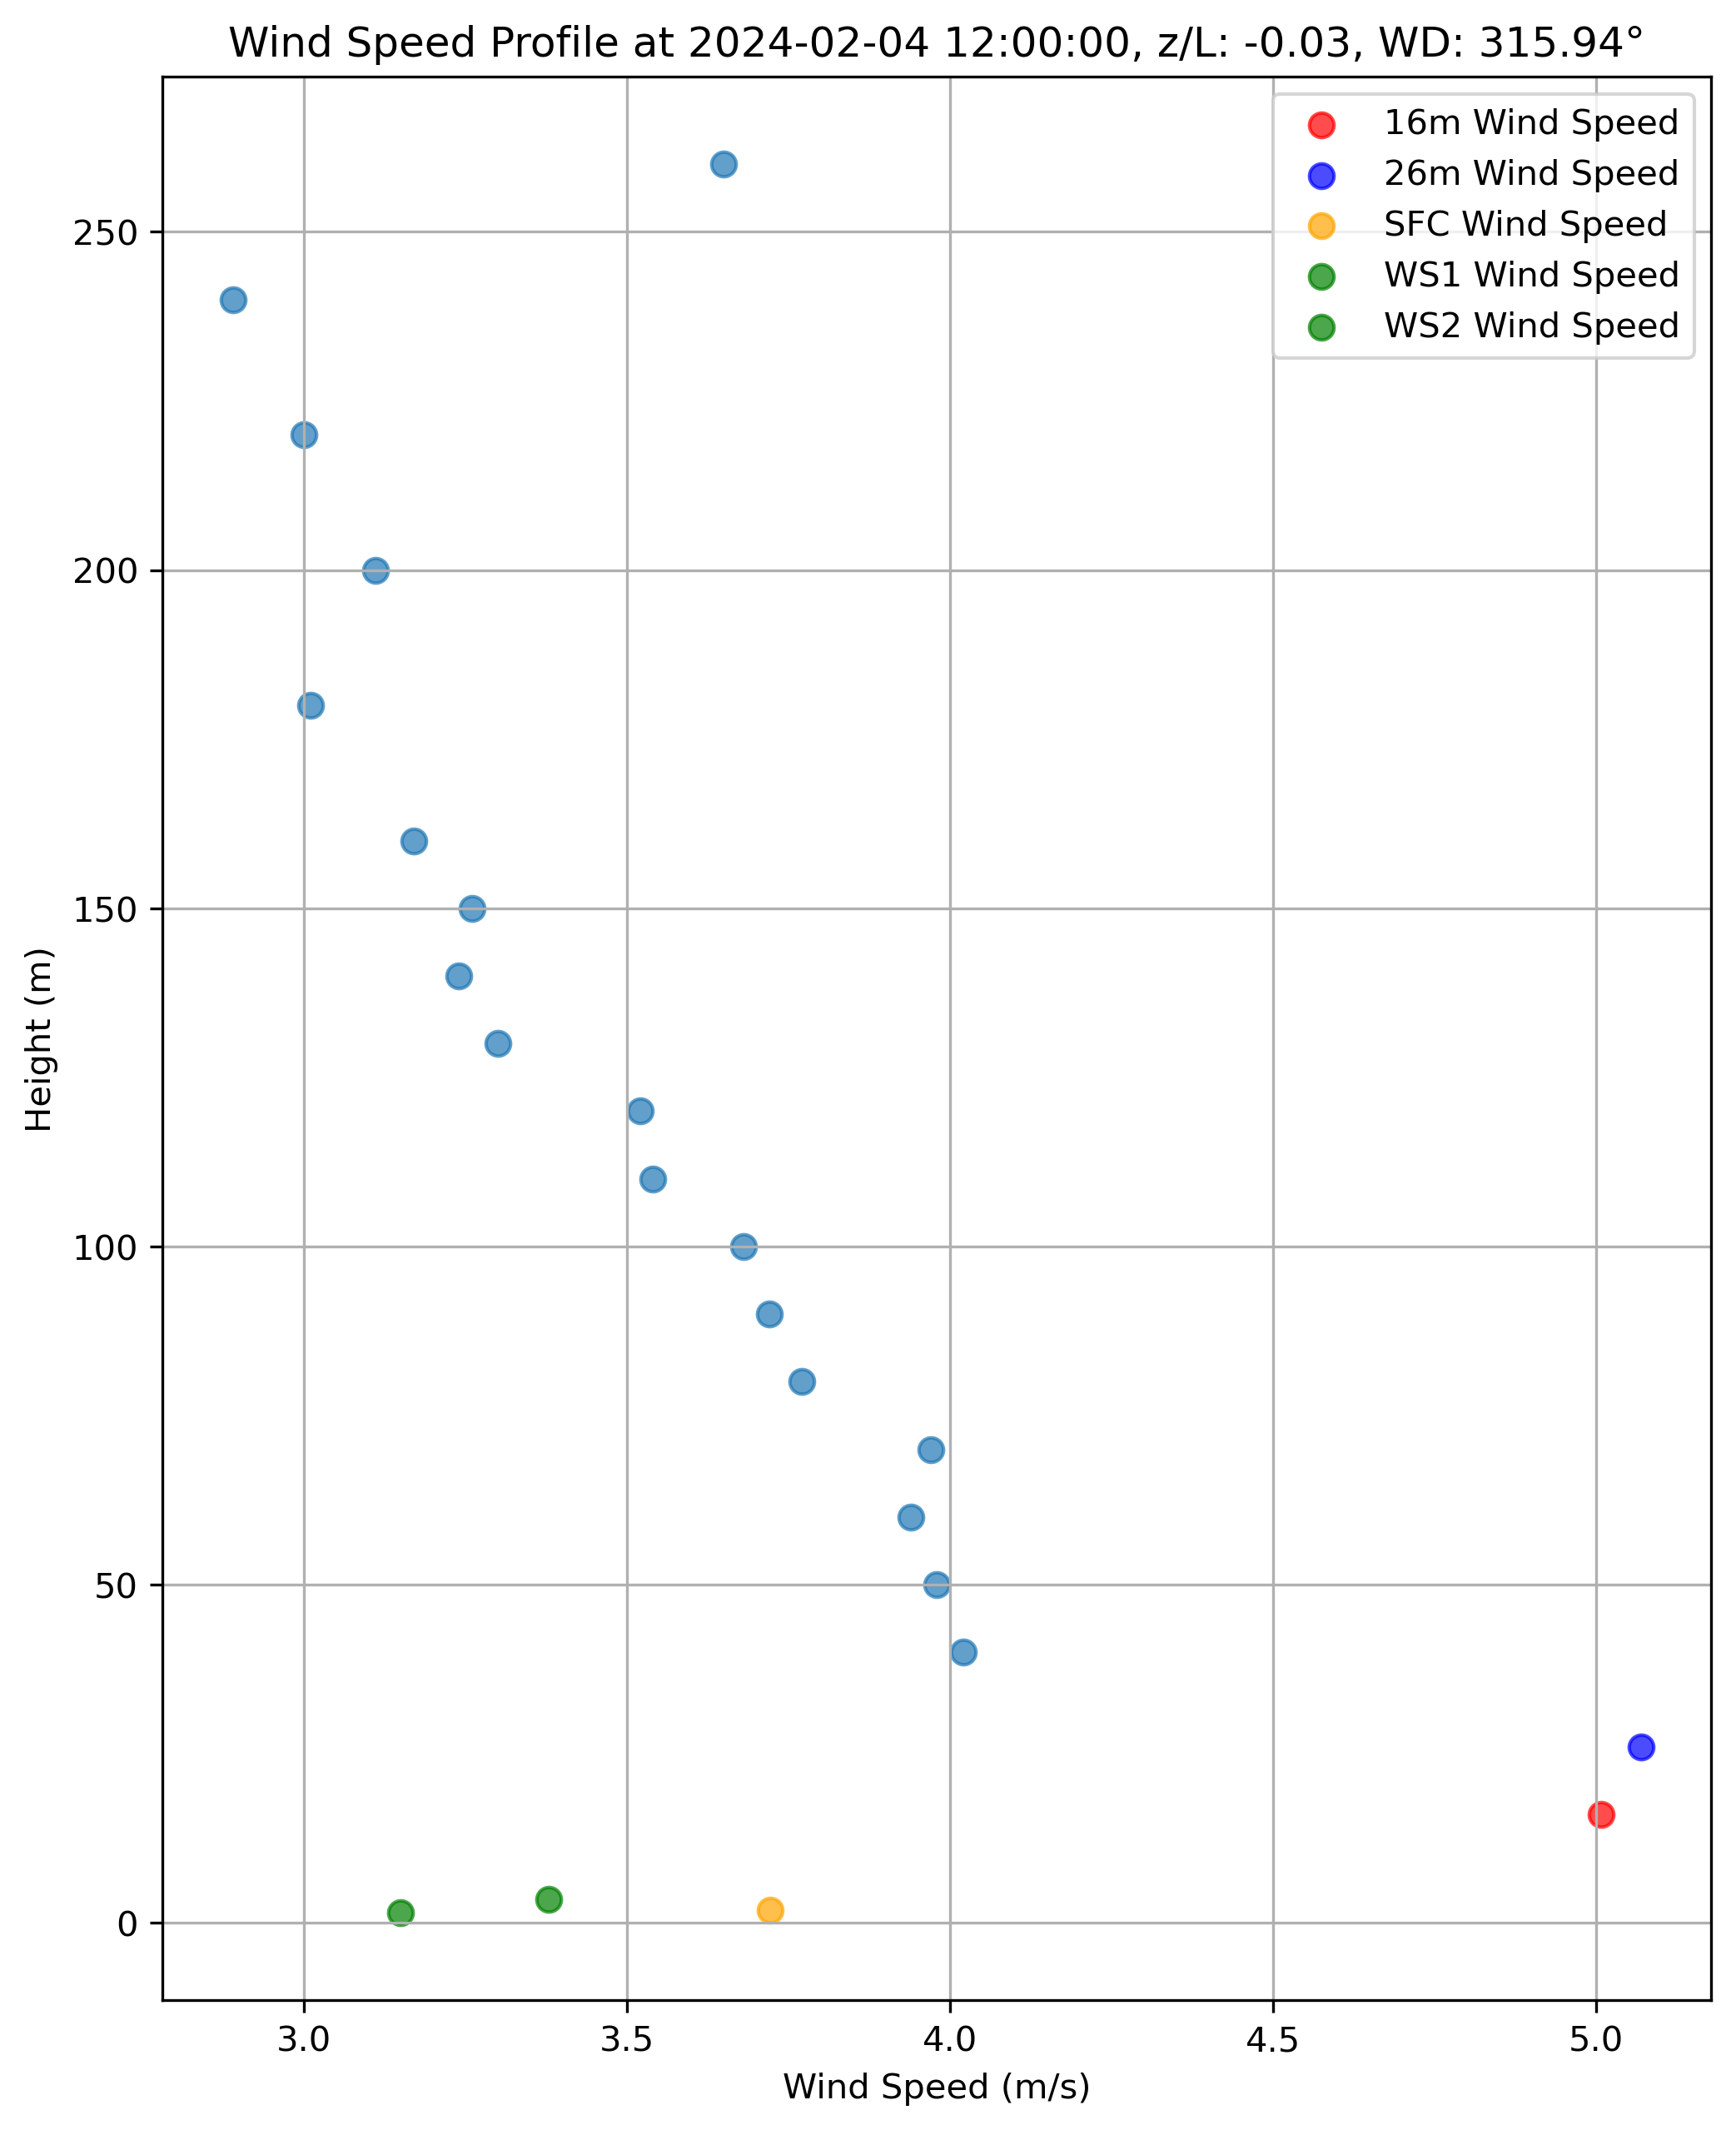 Wind Speed Profile at 2024-02-04 12:00:00, z/L: -0.03, WD: 315.94°
16m Wind Speed
26m Wind Speed
SFC Wind Speed
WS1 Wind Speed
WS2 Wind Speed
250
200
150
100
50
0
Height (m)
3.0 3.5 4.0 4.5 5.0
Wind Speed (m/s)